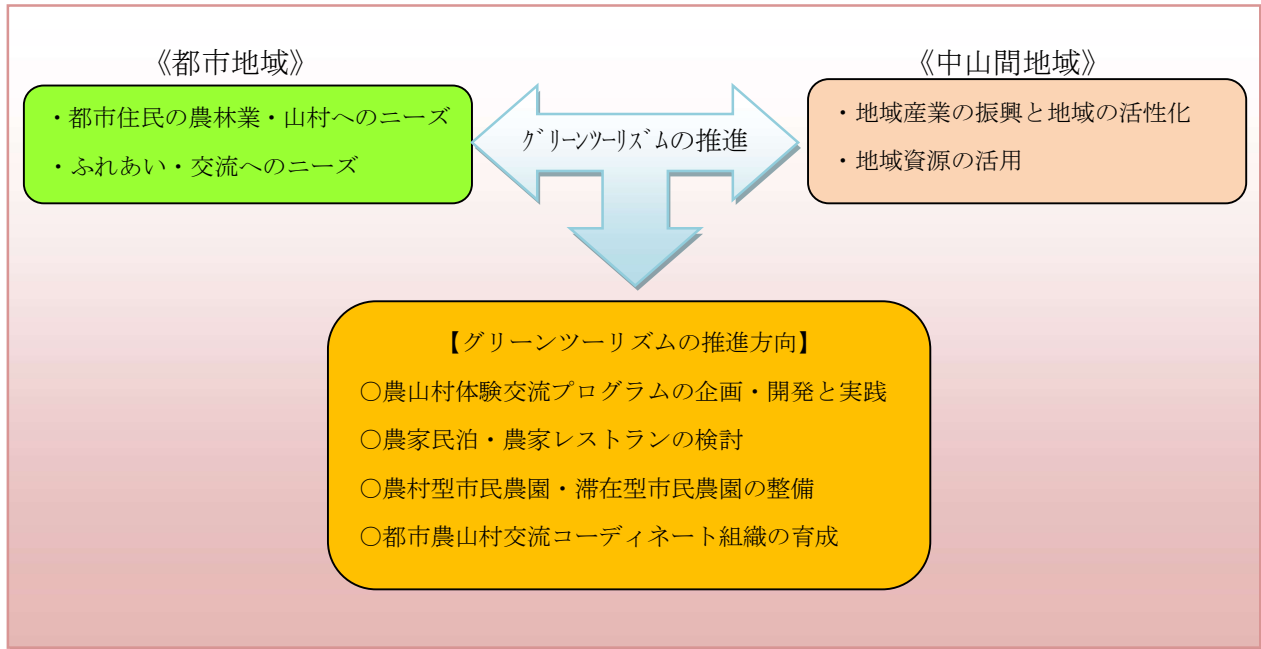 《都市地域》
・都市住民の農林業・山村へのニーズ
・ふれあい・交流へのニーズ
ｸﾞﾘｰﾝﾂｰﾘｽﾞﾑの推進
《中山間地域》
・地域産業の振興と地域の活性化
・地域資源の活用
【グリーンツーリズムの推進方向】
○農山村体験交流プログラムの企画・開発と実践
○農家民泊・農家レストランの検討
○農村型市民農園・滞在型市民農園の整備
○都市農山村交流コーディネート組織の育成